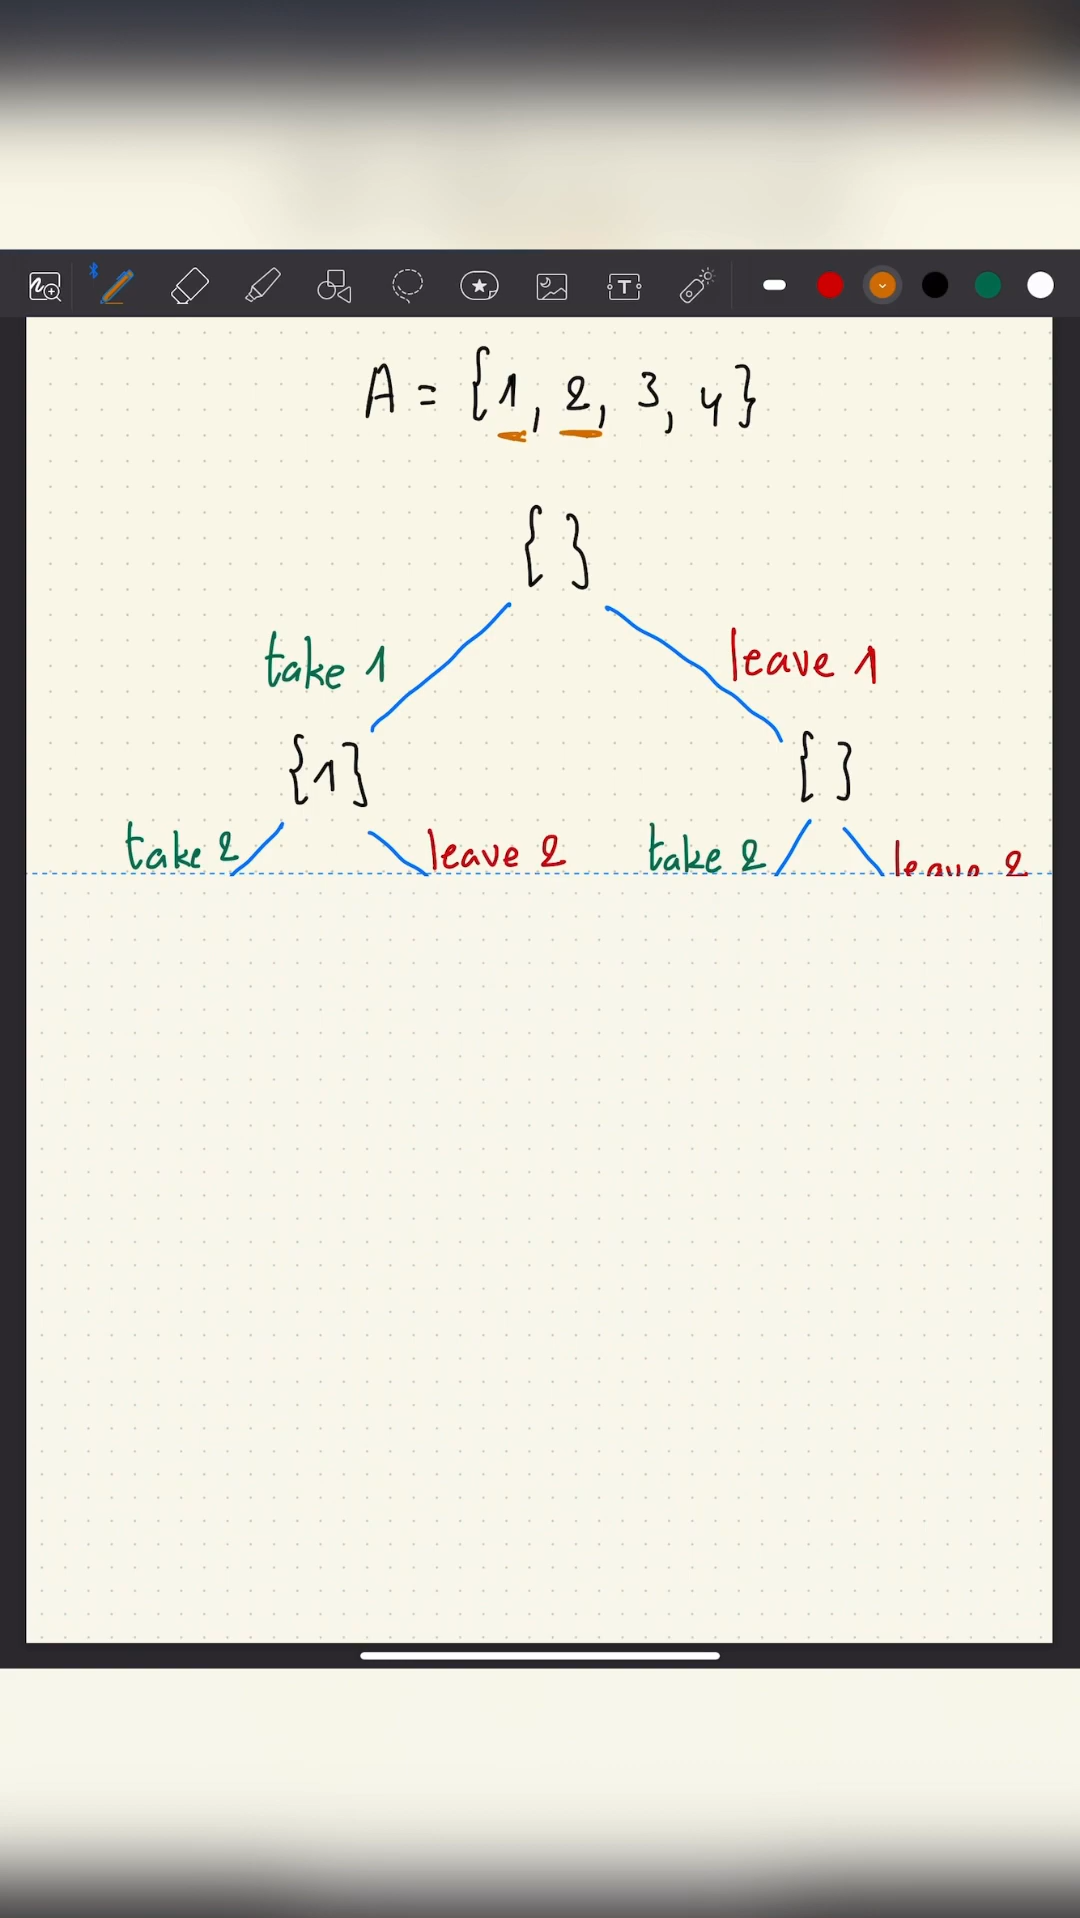 A = {1, 2, 3, 4}
{ }
take 1 leave 1
{1} { }
take 2 leave 2 take 2 leave 2